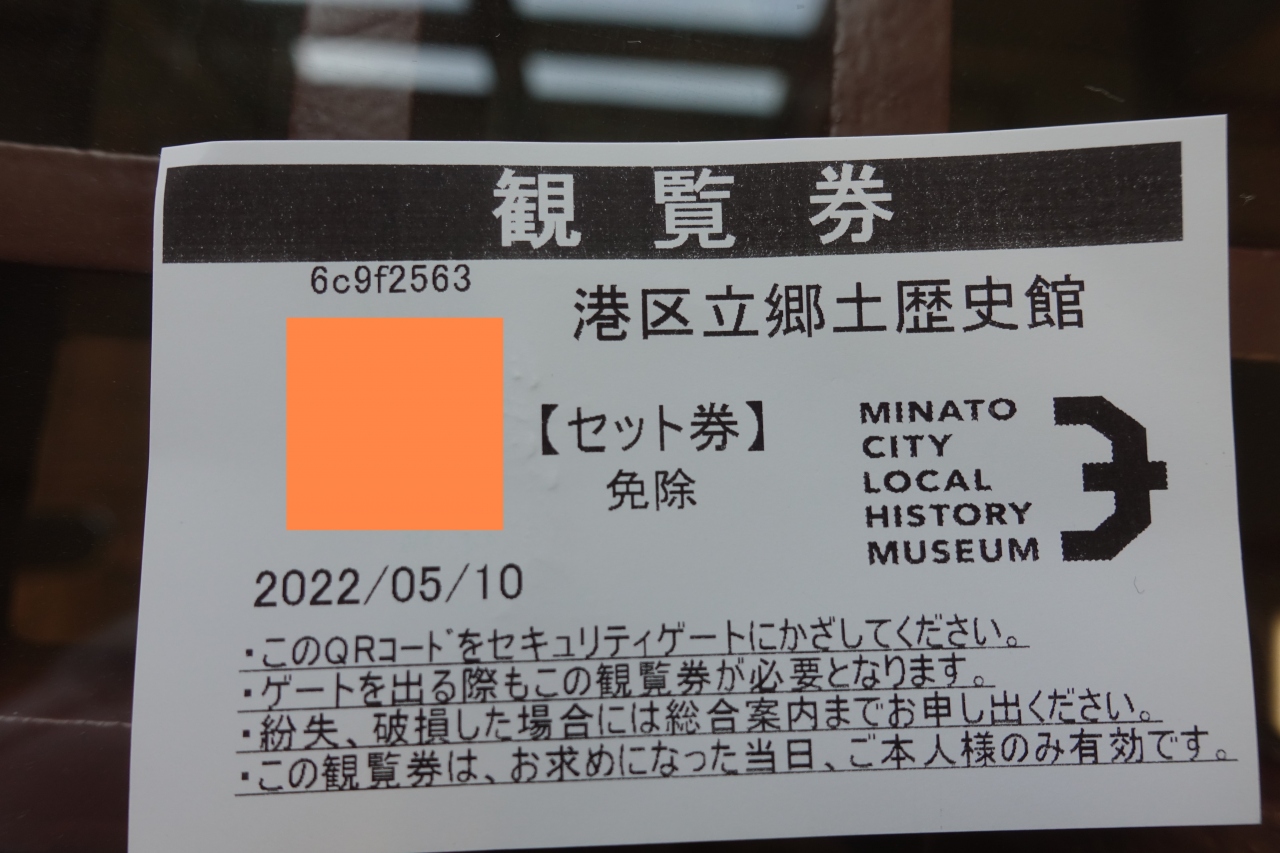 観覧券
6c9f2563
港区立郷土歴史館
【セット券】
免除
MINATO
CITY
LOCAL
HISTORY
MUSEUM
2022/05/10
・このQRコードをセキュリティゲートにかざしてください。
・ゲートを出る際もこの観覧券が必要となります。
・紛失、破損した場合には総合案内までお申し出ください。
・この観覧券は、お求めになった当日、ご本人様のみ有効です。